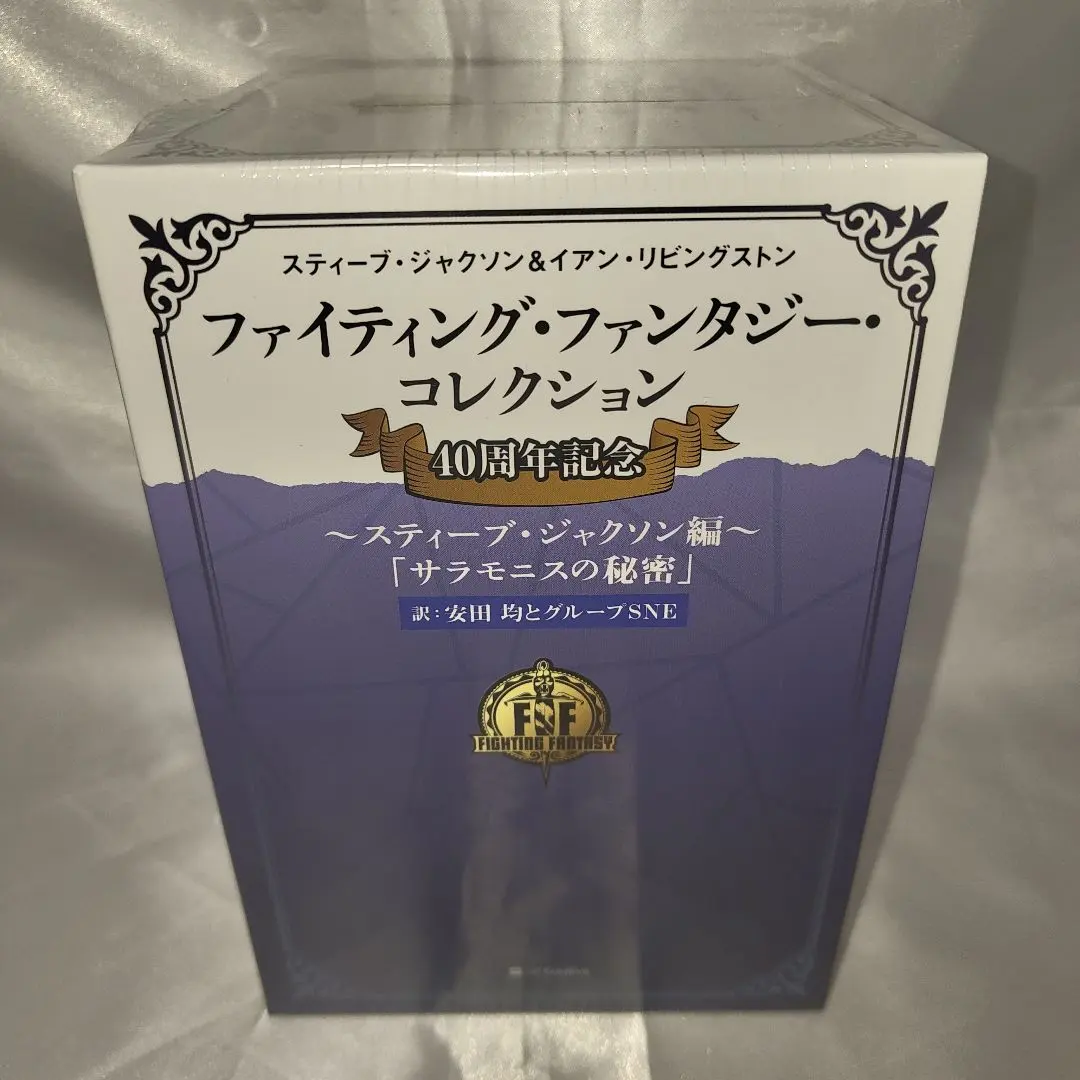 スティーブ・ジャクソン＆イアン・リビングストン
ファイティング・ファンタジー・
コレクション
40周年記念
～スティーブ・ジャクソン編～
「サラモニスの秘密」
訳：安田 均とグループSNE
FF
FIGHTING FANTASY